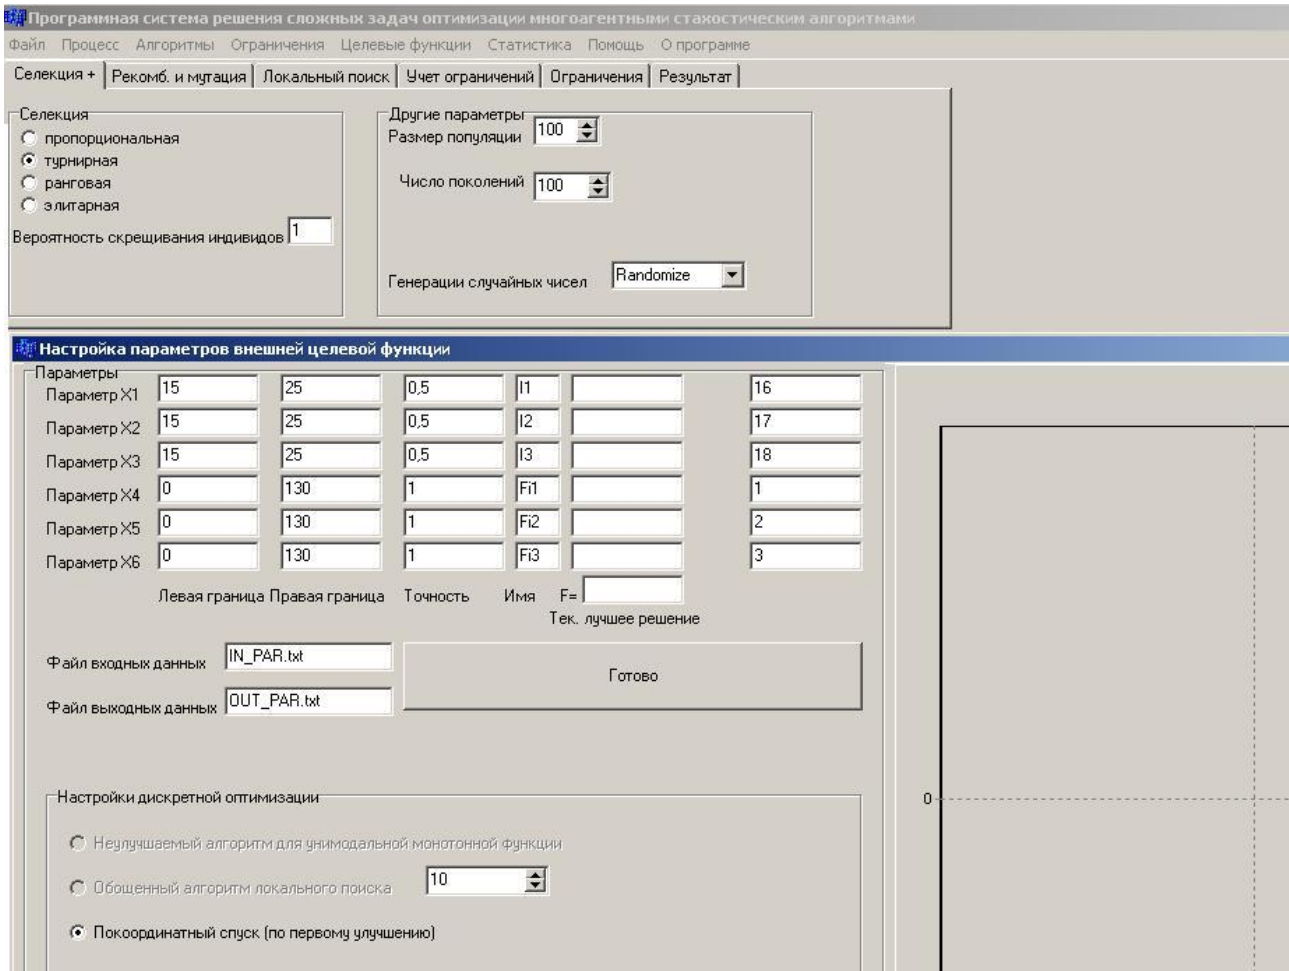 Программная система решения сложных задач оптимизации многоагентными стахостическим алгоритмами
Файл Процесс Алгоритмы Ограничения Целевые функции Статистика Помощь О программе
Селекция + Рекомб. и мутация Локальный поиск Учет ограничений Ограничения Результат
Селекция
пропорциональная
турнирная
ранговая
элитарная
Вероятность скрещивания индивидов 1
Другие параметры
Размер популяции 100
Число поколений 100
Генерации случайных чисел Randomize
Настройка параметров внешней целевой функции
Параметры
Параметр X1 15 25 0,5 I1 16
Параметр X2 15 25 0,5 I2 17
Параметр X3 15 25 0,5 I3 18
Параметр X4 0 130 1 Fi1 1
Параметр X5 0 130 1 Fi2 2
Параметр X6 0 130 1 Fi3 3
Левая граница Правая граница Точность Имя F=
Тек. лучшее решение
Файл входных данных IN_PAR.txt
Готово
Файл выходных данных OUT_PAR.txt
Настройки дискретной оптимизации
Неулучшаемый алгоритм для унимодальной монотонной функции
Обощенный алгоритм локального поиска 10
Покоординатный спуск (по первому улучшению)
0